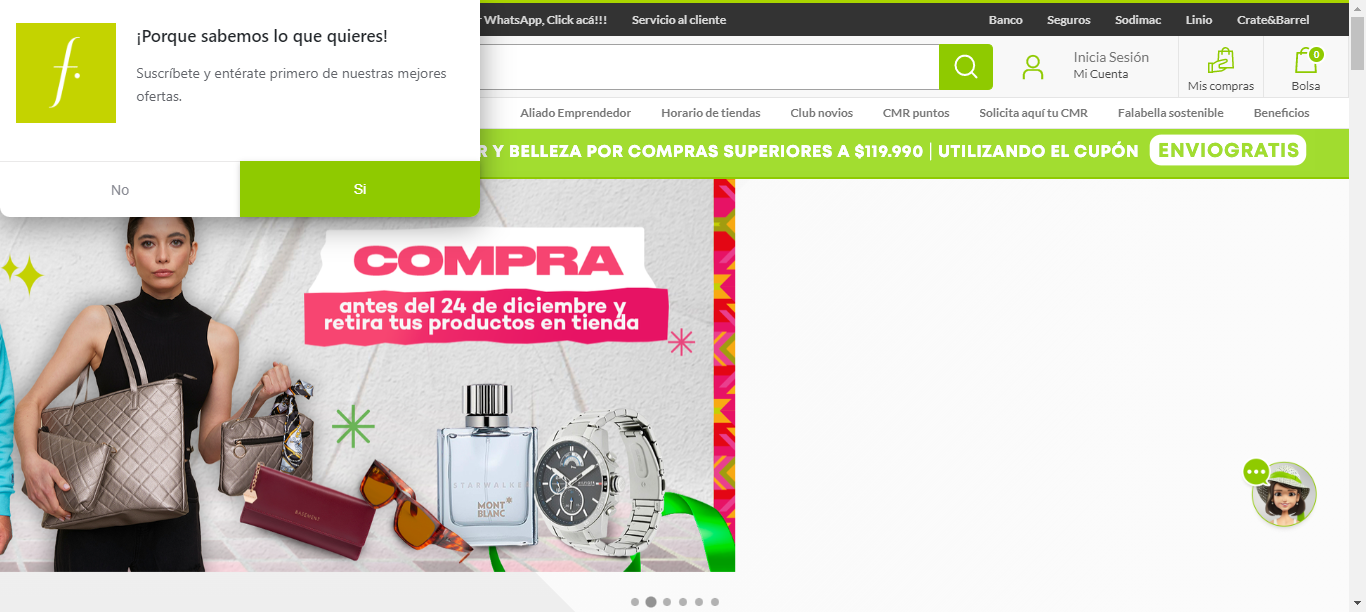 ¡Porque sabemos lo que quieres!
Suscríbete y entérate primero de nuestras mejores
ofertas.
No
Si
WhatsApp, Click acá!!!
Servicio al cliente
Banco
Seguros
Sodimac
Linio
Crate&Barrel
Inicia Sesión
Mi Cuenta
Mis compras
0
Bolsa
Aliado Emprendedor
Horario de tiendas
Club novios
CMR puntos
Solicita aquí tu CMR
Falabella sostenible
Beneficios
R Y BELLEZA POR COMPRAS SUPERIORES A $119.990 | UTILIZANDO EL CUPÓN ENVIOGRATIS
COMPRA
antes del 24 de diciembre y
retira tus productos en tienda
STARWALKER
MONT
BLANC
BASEMENT